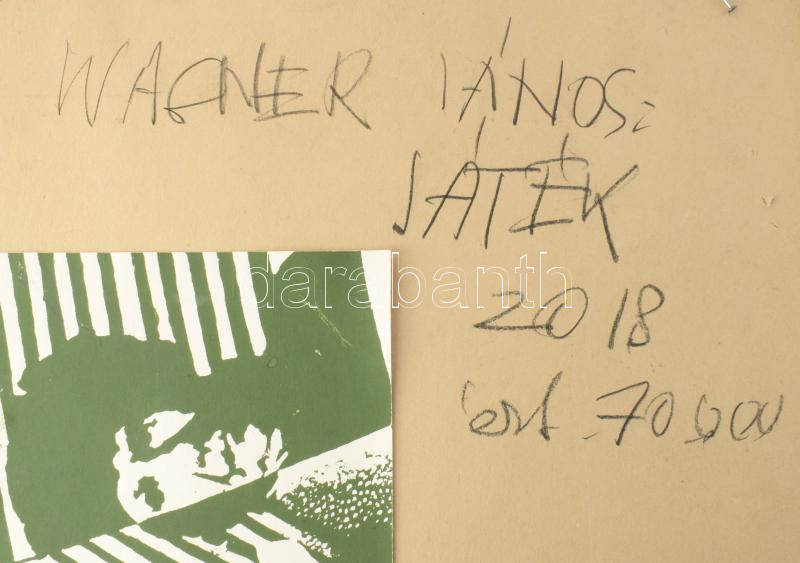 WAGNER JÁNOS:
JÁTÉK
darabanth
2018
ért. 70 000